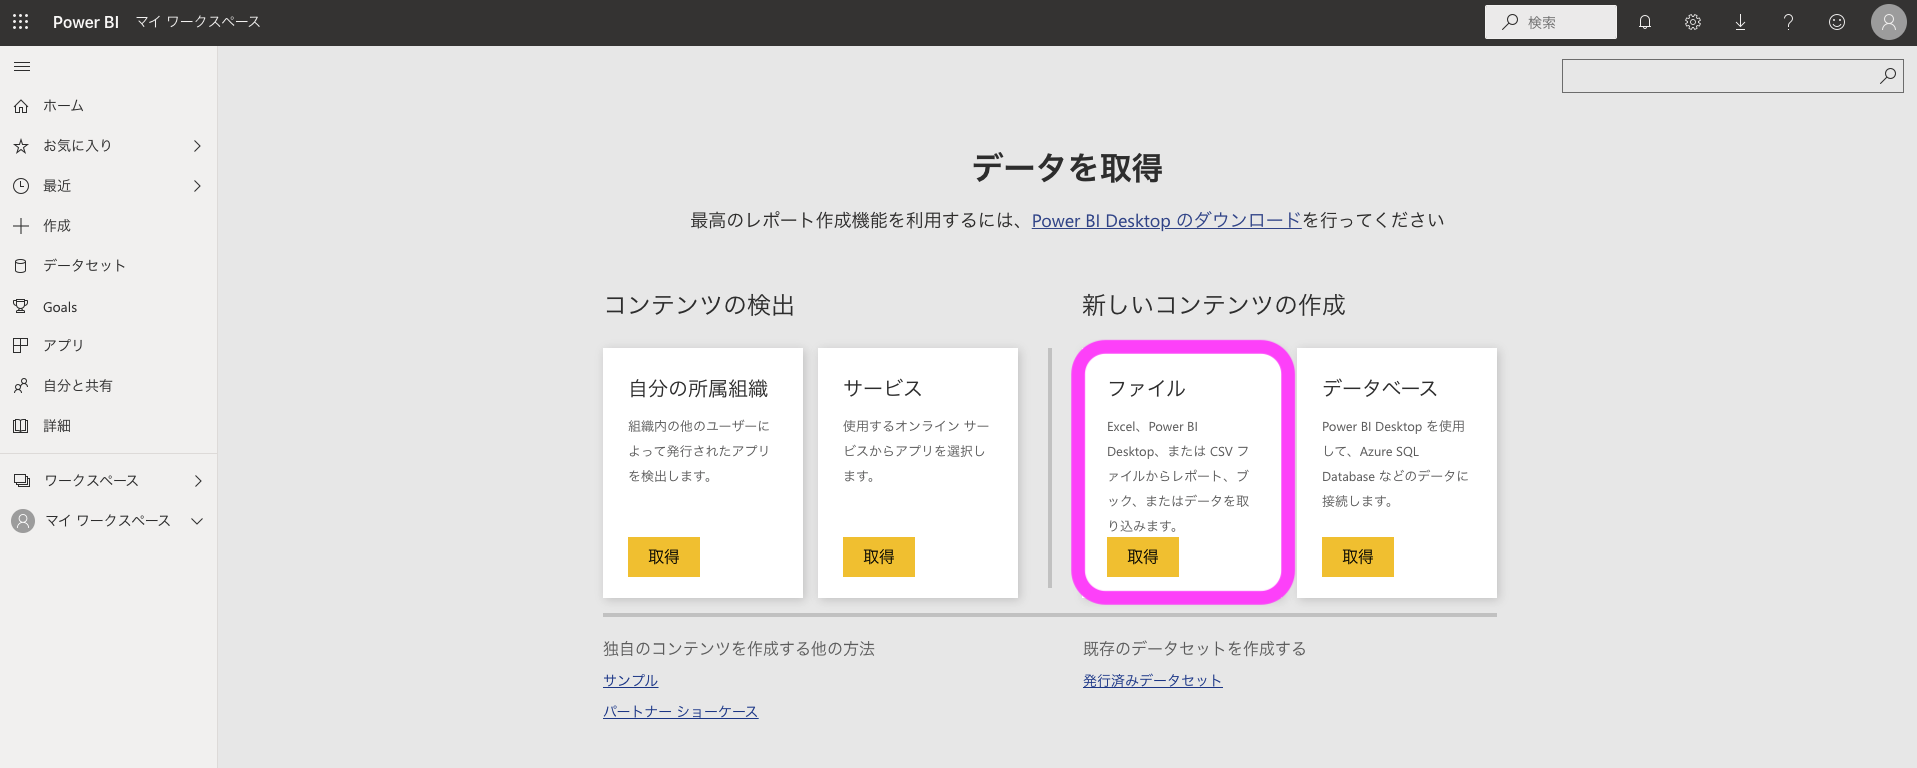 Power BI マイ ワークスペース
検索
ホーム
お気に入り
最近
作成
データセット
Goals
アプリ
自分と共有
詳細
ワークスペース
マイ ワークスペース
データを取得
最高のレポート作成機能を利用するには、Power BI Desktop のダウンロードを行ってください
コンテンツの検出
自分の所属組織
組織内の他のユーザーに
よって発行されたアプリ
を検出します。
取得
サービス
使用するオンライン サー
ビスからアプリを選択し
ます。
取得
新しいコンテンツの作成
ファイル
Excel、Power BI
Desktop、または CSV フ
ァイルからレポート、ブ
ック、またはデータを取
り込みます。
取得
データベース
Power BI Desktop を使用
して、Azure SQL
Database などのデータに
接続します。
取得
独自のコンテンツを作成する他の方法
サンプル
パートナー ショーケース
既存のデータセットを作成する
発行済みデータセット